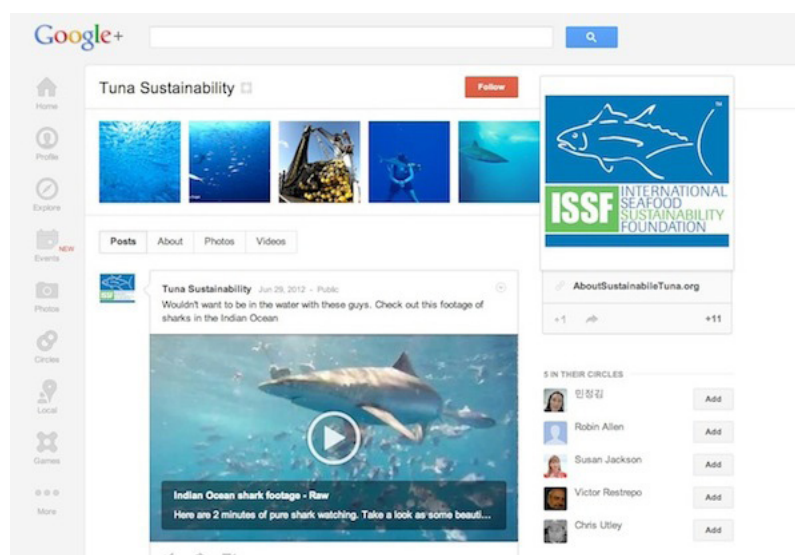 Google+
Home
Profile
Explore
Events
NEW
Photos
Circles
Local
Games
More
Tuna Sustainability
Follow
Posts About Photos Videos
Tuna Sustainability Jun 29, 2012 - Public
Wouldn't want to be in the water with these guys. Check out this footage of
sharks in the Indian Ocean
Indian Ocean shark footage - Raw
Here are 2 minutes of pure shark watching. Take a look as some beauti...
TM
ISSF
INTERNATIONAL
SEAFOOD
SUSTAINABILITY
FOUNDATION
AboutSustainabileTuna.org
+1 +11
5 IN THEIR CIRCLES
민정김 Add
Robin Allen Add
Susan Jackson Add
Victor Restrepo Add
Chris Utley Add